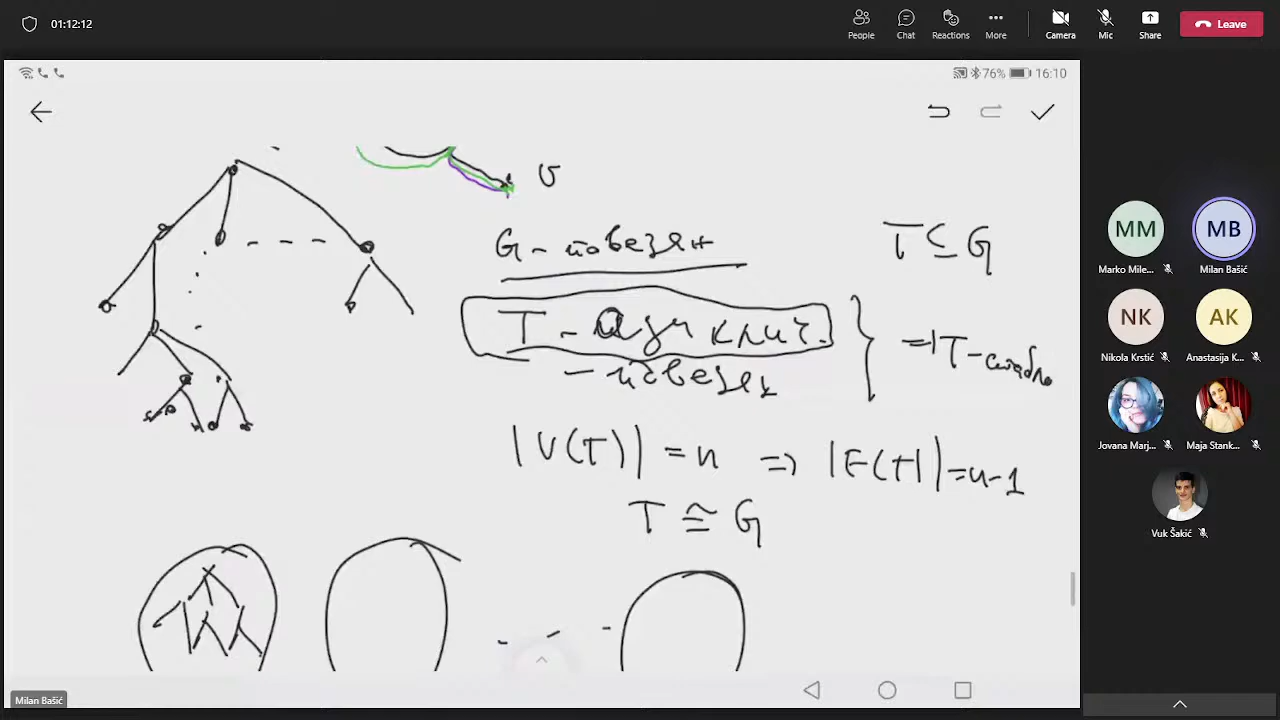 01:12:12
People
Chat
Reactions
More
Camera
Mic
Share
Leave
76% 16:10
υ
G - повезан
T ⊆ G
T - ациклич.
- повезан
=> T - стабло
|V(T)| = n => |E(T)| = n-1
T ≅ G
MM
Marko Mile...
MB
Milan Bašić
NK
Nikola Krstić
AK
Anastasija K...
Jovana Marj...
Maja Stank...
Vuk Šakić
Milan Bašić